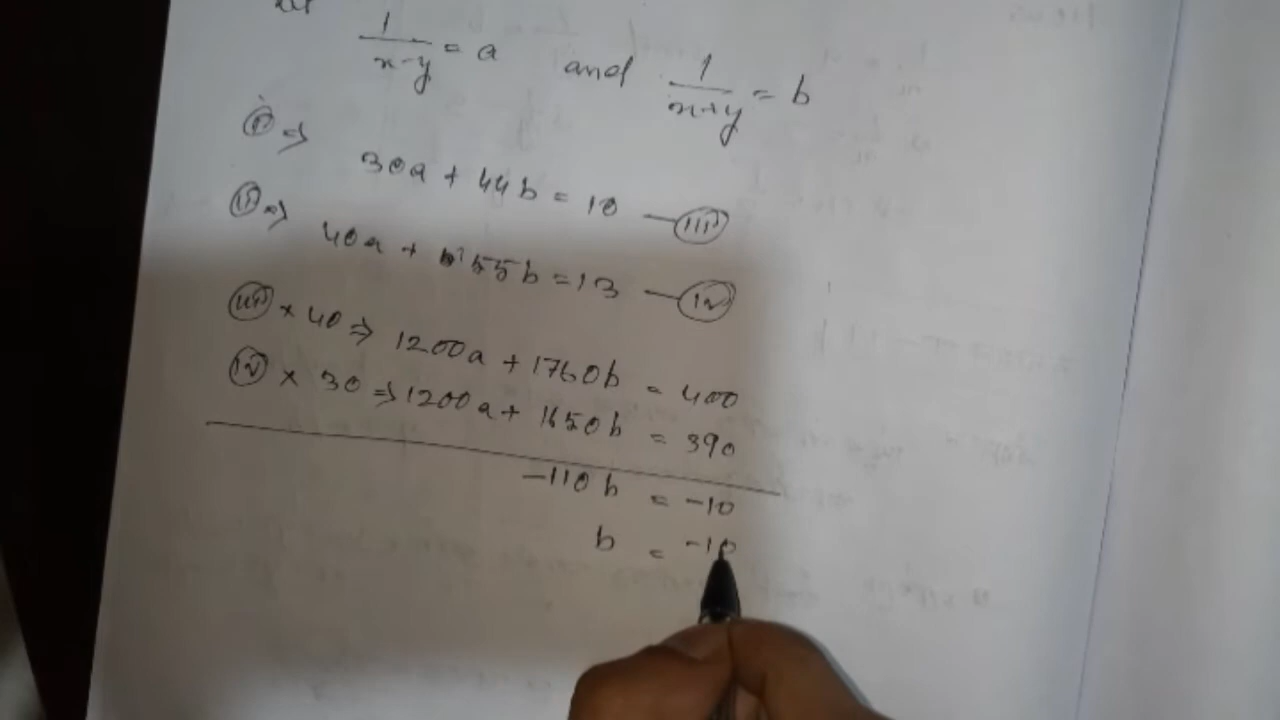 1/(x-y) = a and 1/(x+y) = b
(i) ⇒ 30a + 44b = 10 — (iii)
(ii) ⇒ 40a + 55b = 13 — (iv)
(iii) × 40 ⇒ 1200a + 1760b = 400
(iv) × 30 ⇒ 1200a + 1650b = 390
-110b = -10
b = -10